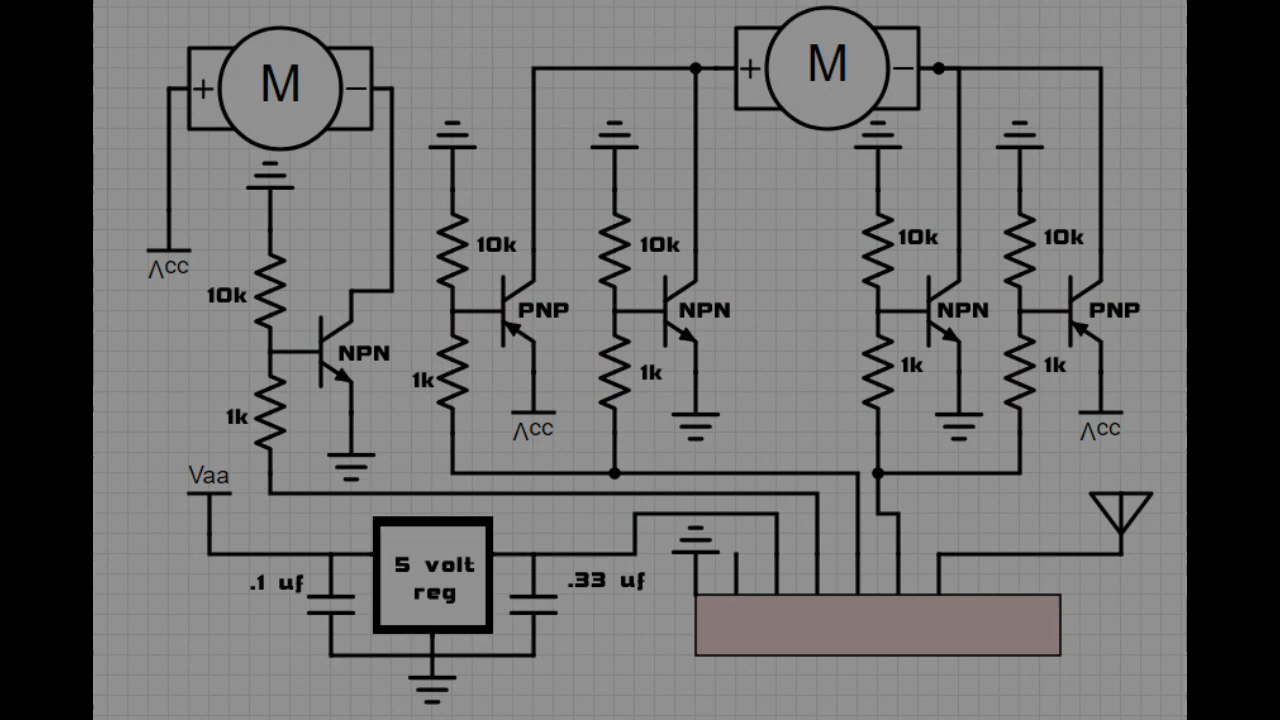 M
M
+
−
+
−
10k
10k
10k
10k
10k
Vcc
PNP
NPN
NPN
PNP
NPN
1k
1k
1k
1k
1k
Vcc
Vcc
Vaa
5 volt
reg
.1 uf
.33 uf